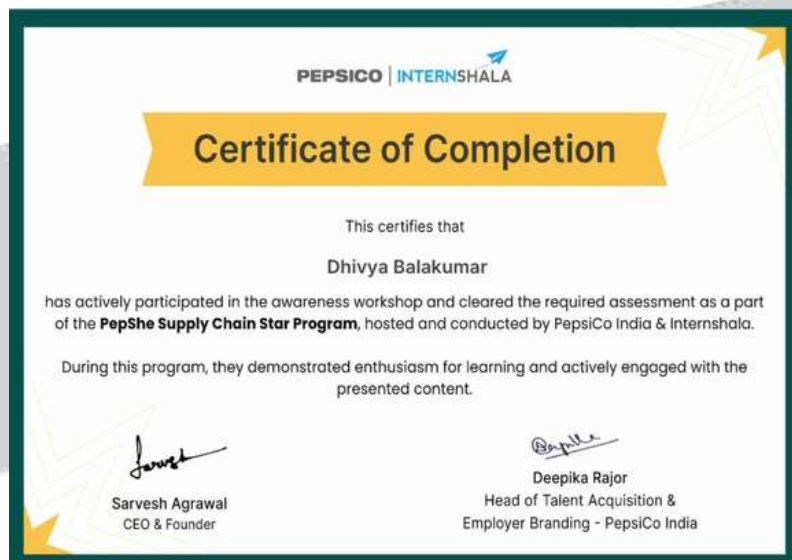 PEPSICO | INTERNSHALA
Certificate of Completion
This certifies that
Dhivya Balakumar
has actively participated in the awareness workshop and cleared the required assessment as a part
of the PepShe Supply Chain Star Program, hosted and conducted by PepsiCo India & Internshala.
During this program, they demonstrated enthusiasm for learning and actively engaged with the
presented content.
Sarvesh Agrawal
CEO & Founder
Deepika Rajor
Head of Talent Acquisition &
Employer Branding - PepsiCo India